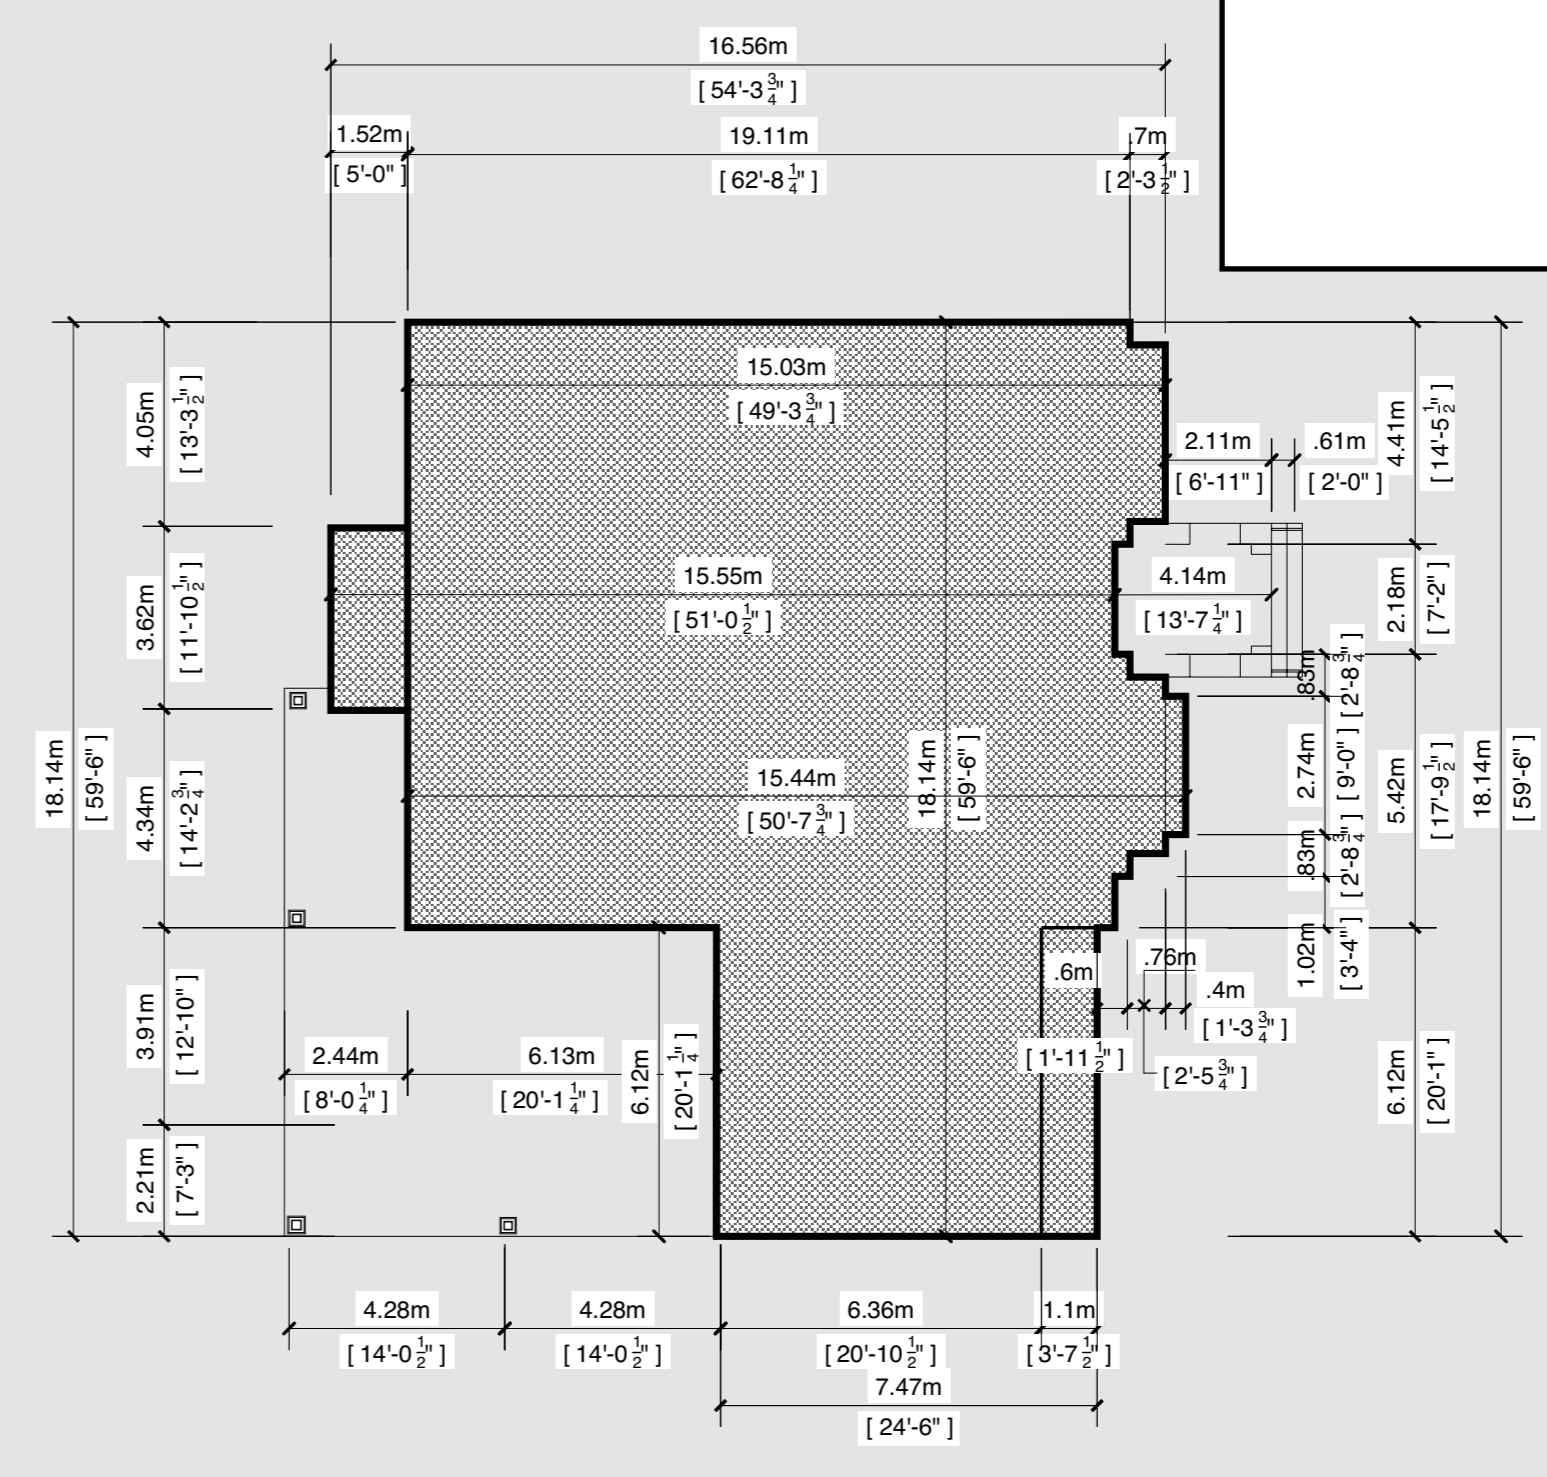 16.56m
[ 54'-3 3/4" ]
1.52m
[ 5'-0" ]
19.11m
[ 62'-8 1/4" ]
.7m
[ 2'-3 1/2" ]
15.03m
[ 49'-3 3/4" ]
4.05m
[ 13'-3 1/2" ]
2.11m
[ 6'-11" ]
.61m
[ 2'-0" ]
4.41m
[ 14'-5 1/2" ]
3.62m
[ 11'-10 1/2" ]
15.55m
[ 51'-0 1/2" ]
4.14m
[ 13'-7 1/4" ]
2.18m
[ 7'-2" ]
.83m
[ 2'-8 3/4" ]
18.14m
[ 59'-6" ]
4.34m
[ 14'-2 3/4" ]
15.44m
[ 50'-7 3/4" ]
18.14m
[ 59'-6" ]
2.74m
[ 9'-0" ]
5.42m
[ 17'-9 1/2" ]
18.14m
[ 59'-6" ]
.83m
[ 2'-8 3/4" ]
1.02m
[ 3'-4" ]
3.91m
[ 12'-10" ]
.6m
[ 1'-11 1/2" ]
.76m
[ 2'-5 3/4" ]
.4m
[ 1'-3 3/4" ]
2.44m
[ 8'-0 1/4" ]
6.13m
[ 20'-1 1/4" ]
6.12m
[ 20'-1 1/4" ]
6.12m
[ 20'-1" ]
2.21m
[ 7'-3" ]
4.28m
[ 14'-0 1/2" ]
4.28m
[ 14'-0 1/2" ]
6.36m
[ 20'-10 1/2" ]
1.1m
[ 3'-7 1/2" ]
7.47m
[ 24'-6" ]